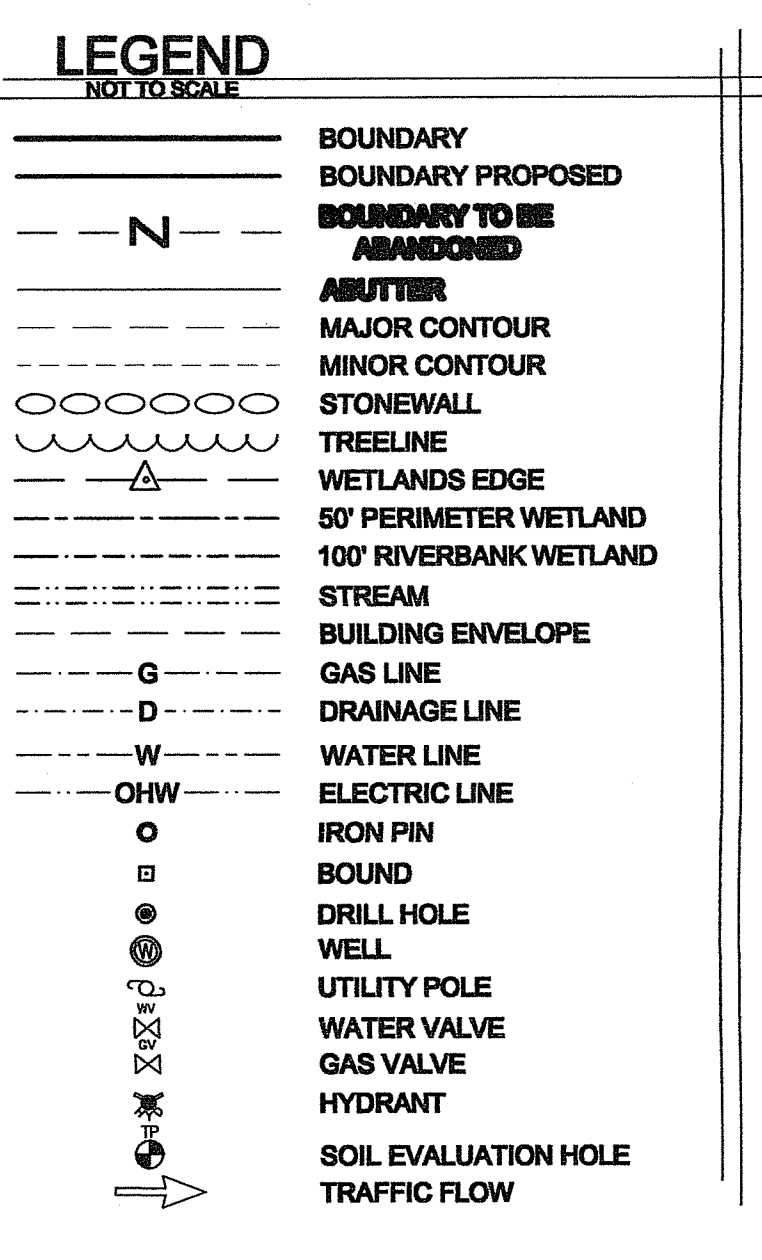 LEGEND
NOT TO SCALE
BOUNDARY
BOUNDARY PROPOSED
N BOUNDARY TO BE
ABANDONED
ABUTTER
MAJOR CONTOUR
MINOR CONTOUR
STONEWALL
TREELINE
WETLANDS EDGE
50' PERIMETER WETLAND
100' RIVERBANK WETLAND
STREAM
BUILDING ENVELOPE
G GAS LINE
D DRAINAGE LINE
W WATER LINE
OHW ELECTRIC LINE
IRON PIN
BOUND
DRILL HOLE
W WELL
UTILITY POLE
WV
WATER VALVE
GV
GAS VALVE
HYDRANT
TP
SOIL EVALUATION HOLE
TRAFFIC FLOW